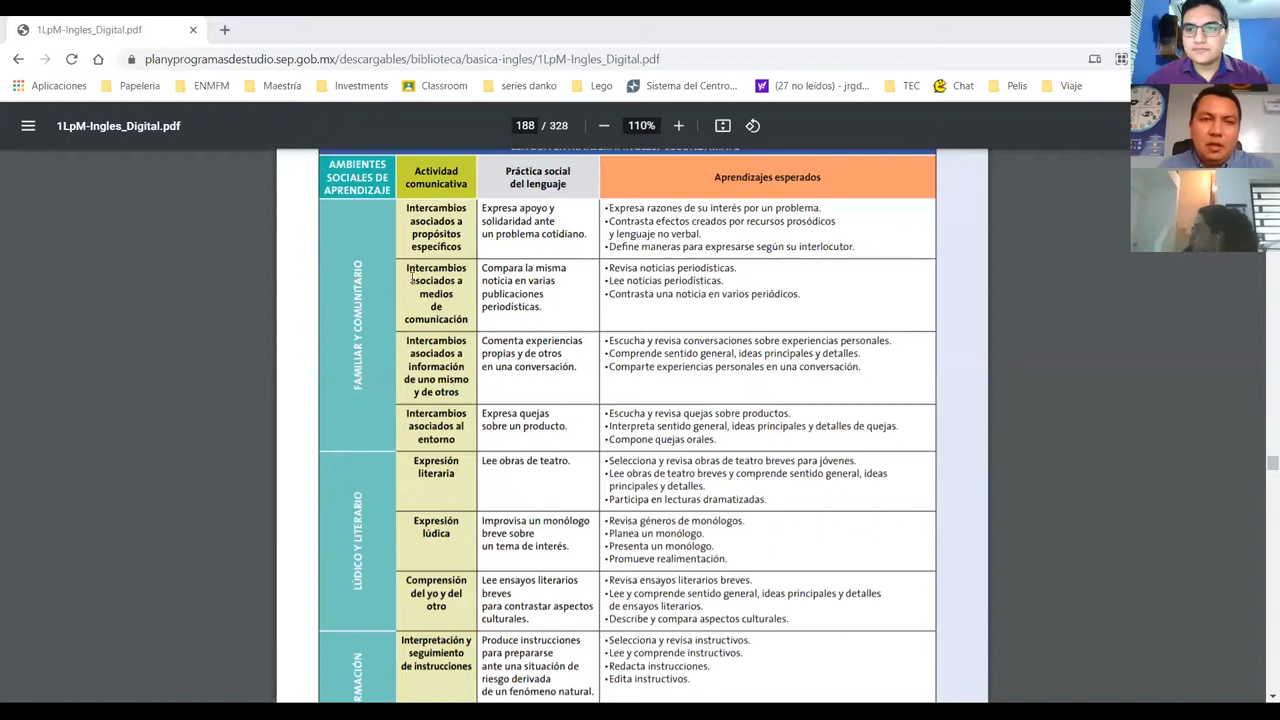 1LpM-Ingles_Digital.pdf
planyprogramasdestudio.sep.gob.mx/descargables/biblioteca/basica-ingles/1LpM-Ingles_Digital.pdf
Aplicaciones Papeleria ENMFM Maestría Investments Classroom series danko Lego Sistema del Centro... (27 no leídos) - jrgd... TEC Chat Pelis Viaje
1LpM-Ingles_Digital.pdf 188 / 328 110%
AMBIENTES
SOCIALES DE
APRENDIZAJE
Actividad
comunicativa
Práctica social
del lenguaje
Aprendizajes esperados
FAMILIAR Y COMUNITARIO
Intercambios
asociados a
propósitos
específicos
Expresa apoyo y
solidaridad ante
un problema cotidiano.
•Expresa razones de su interés por un problema.
•Contrasta efectos creados por recursos prosódicos
y lenguaje no verbal.
•Define maneras para expresarse según su interlocutor.
Intercambios
asociados a
medios
de
comunicación
Compara la misma
noticia en varias
publicaciones
periodísticas.
•Revisa noticias periodísticas.
•Lee noticias periodísticas.
•Contrasta una noticia en varios periódicos.
Intercambios
asociados a
información
de uno mismo
y de otros
Comenta experiencias
propias y de otros
en una conversación.
•Escucha y revisa conversaciones sobre experiencias personales.
•Comprende sentido general, ideas principales y detalles.
•Comparte experiencias personales en una conversación.
Intercambios
asociados al
entorno
Expresa quejas
sobre un producto.
•Escucha y revisa quejas sobre productos.
•Interpreta sentido general, ideas principales y detalles de quejas.
•Compone quejas orales.
LÚDICO Y LITERARIO
Expresión
literaria
Lee obras de teatro.
•Selecciona y revisa obras de teatro breves para jóvenes.
•Lee obras de teatro breves y comprende sentido general, ideas
principales y detalles.
•Participa en lecturas dramatizadas.
Expresión
lúdica
Improvisa un monólogo
breve sobre
un tema de interés.
•Revisa géneros de monólogos.
•Planea un monólogo.
•Presenta un monólogo.
•Promueve realimentación.
Comprensión
del yo y del
otro
Lee ensayos literarios
breves
para contrastar aspectos
culturales.
•Revisa ensayos literarios breves.
•Lee y comprende sentido general, ideas principales y detalles
de ensayos literarios.
•Describe y compara aspectos culturales.
RMACIÓN
Interpretación y
seguimiento
de instrucciones
Produce instrucciones
para prepararse
ante una situación de
riesgo derivada
de un fenómeno natural.
•Selecciona y revisa instructivos.
•Lee y comprende instructivos.
•Redacta instrucciones.
•Edita instructivos.